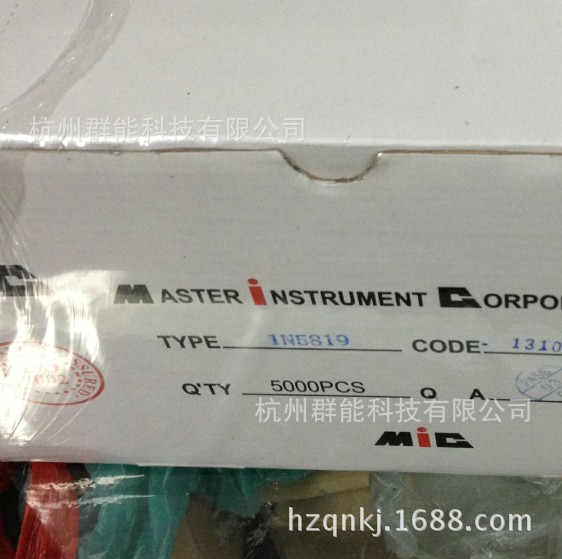 杭州群能科技有限公司
MASTER INSTRUMENT CORPO
TYPE 1N5819 CODE - 1310
Q'TY 5000PCS Q A
杭州群能科技有限公司
MiC
hzqnkj.1688.com